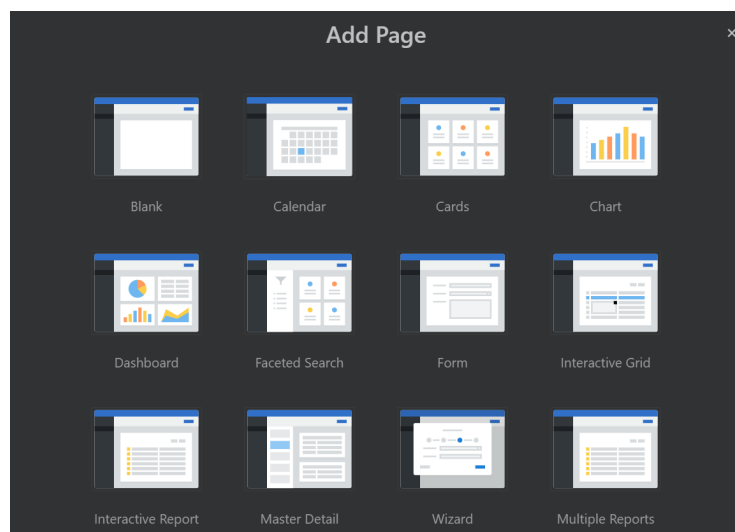 Add Page
Blank
Calendar
Cards
Chart
Dashboard
Faceted Search
Form
Interactive Grid
Interactive Report
Master Detail
Wizard
Multiple Reports